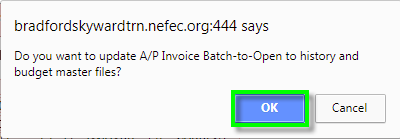 bradfordskywardtrn.nefec.org:444 says
Do you want to update A/P Invoice Batch-to-Open to history and
budget master files?
OK
Cancel